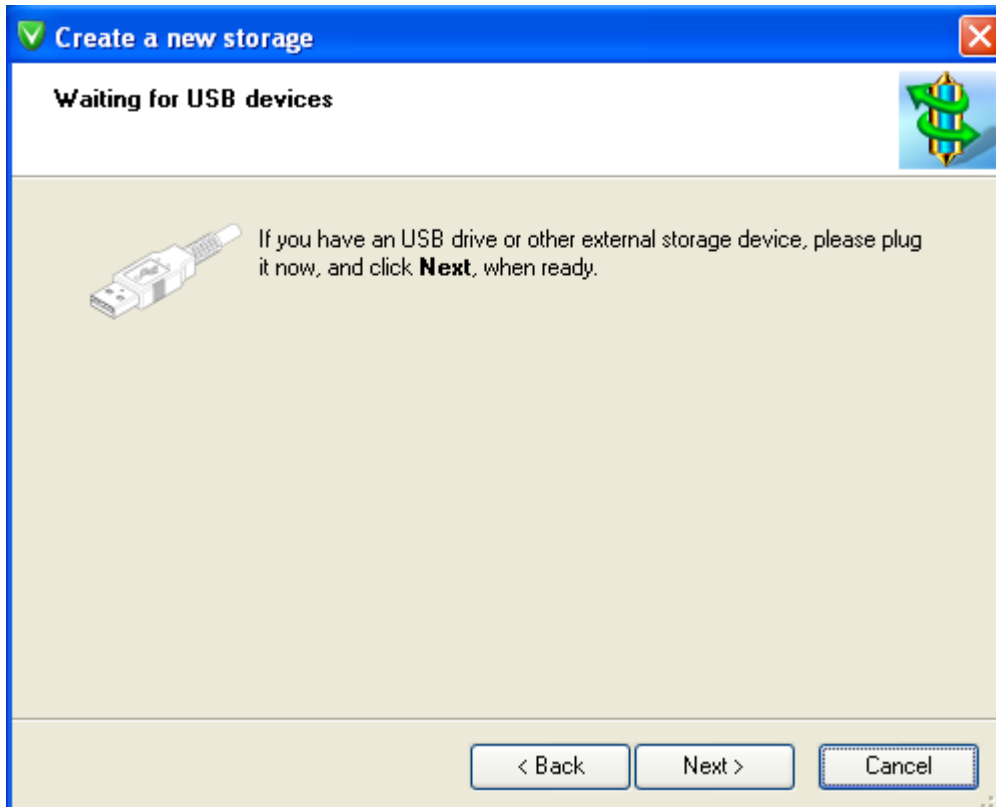 Create a new storage
Waiting for USB devices
If you have an USB drive or other external storage device, please plug
it now, and click Next, when ready.
< Back
Next >
Cancel